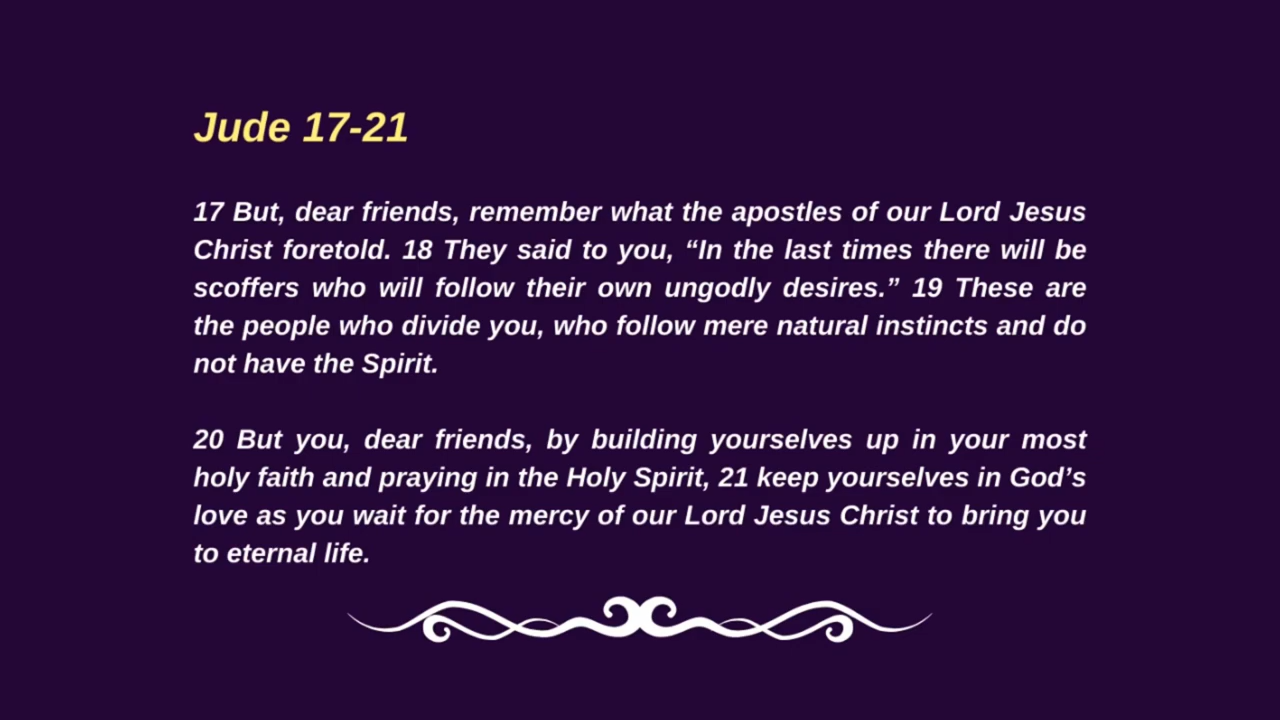 Jude 17-21
17 But, dear friends, remember what the apostles of our Lord Jesus
Christ foretold. 18 They said to you, “In the last times there will be
scoffers who will follow their own ungodly desires.” 19 These are
the people who divide you, who follow mere natural instincts and do
not have the Spirit.
20 But you, dear friends, by building yourselves up in your most
holy faith and praying in the Holy Spirit, 21 keep yourselves in God’s
love as you wait for the mercy of our Lord Jesus Christ to bring you
to eternal life.